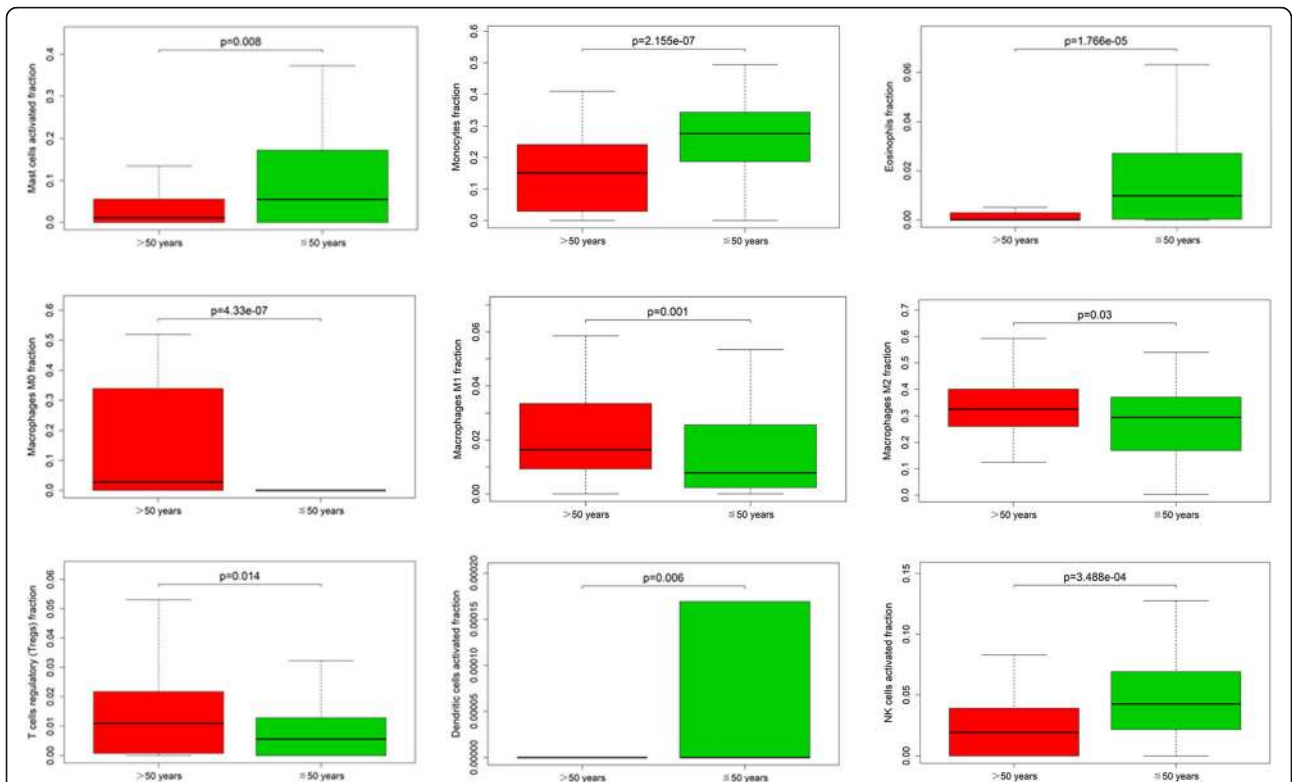 p=0.008
Mast cells activated fraction
0.4
0.3
0.2
0.1
0.0
>50 years
≦50 years
p=2.155e-07
Monocytes fraction
0.6
0.5
0.4
0.3
0.2
0.1
0.0
>50 years
≦50 years
p=1.766e-05
Eosinophils fraction
0.06
0.04
0.02
0.00
>50 years
≦50 years
p=4.33e-07
Macrophages M0 fraction
0.6
0.5
0.4
0.3
0.2
0.1
0.0
>50 years
≦50 years
p=0.001
Macrophages M1 fraction
0.06
0.04
0.02
0.00
>50 years
≦50 years
p=0.03
Macrophages M2 fraction
0.7
0.6
0.5
0.4
0.3
0.2
0.1
0.0
>50 years
≦50 years
p=0.014
T cells regulatory (Tregs) fraction
0.06
0.05
0.04
0.03
0.02
0.01
0.00
>50 years
≦50 years
p=0.006
Dendritic cells activated fraction
0.00020
0.00015
0.00010
0.00005
0.00000
>50 years
≦50 years
p=3.488e-04
NK cells activated fraction
0.15
0.10
0.05
0.00
>50 years
≦50 years